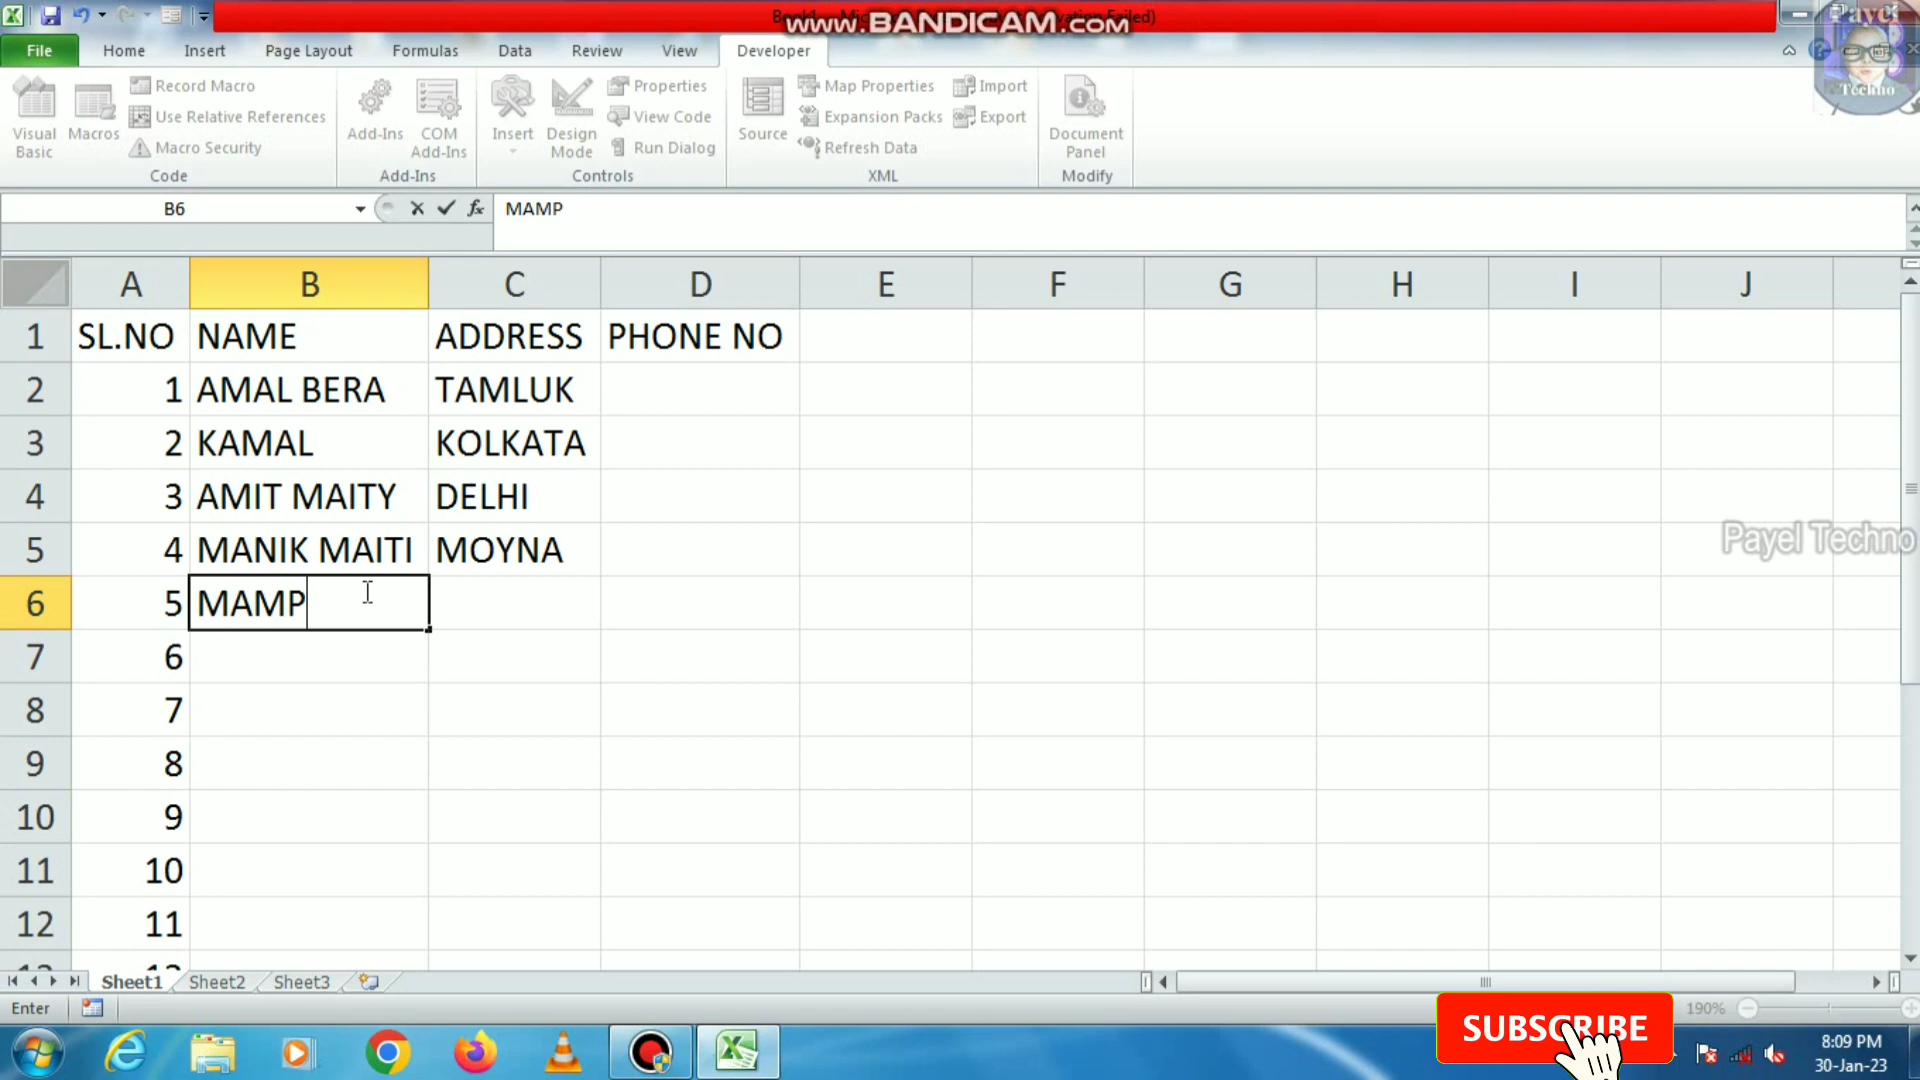 www.BANDICAM.com
File Home Insert Page Layout Formulas Data Review View Developer
Visual Basic
Macros
Record Macro
Use Relative References
Macro Security
Code
Add-Ins
COM Add-Ins
Add-Ins
Insert
Design Mode
Properties
View Code
Run Dialog
Controls
Source
Map Properties
Expansion Packs
Refresh Data
Import
Export
XML
Document Panel
Modify
Payel
Techno
B6 fx MAMP
A B C D E F G H I J
1 SL.NO NAME ADDRESS PHONE NO
2 1 AMAL BERA TAMLUK
3 2 KAMAL KOLKATA
4 3 AMIT MAITY DELHI
5 4 MANIK MAITI MOYNA
Payel Techno
6 5 MAMP
7 6
8 7
9 8
10 9
11 10
12 11
Sheet1 Sheet2 Sheet3
Enter
190%
SUBSCRIBE
8:09 PM
30-Jan-23